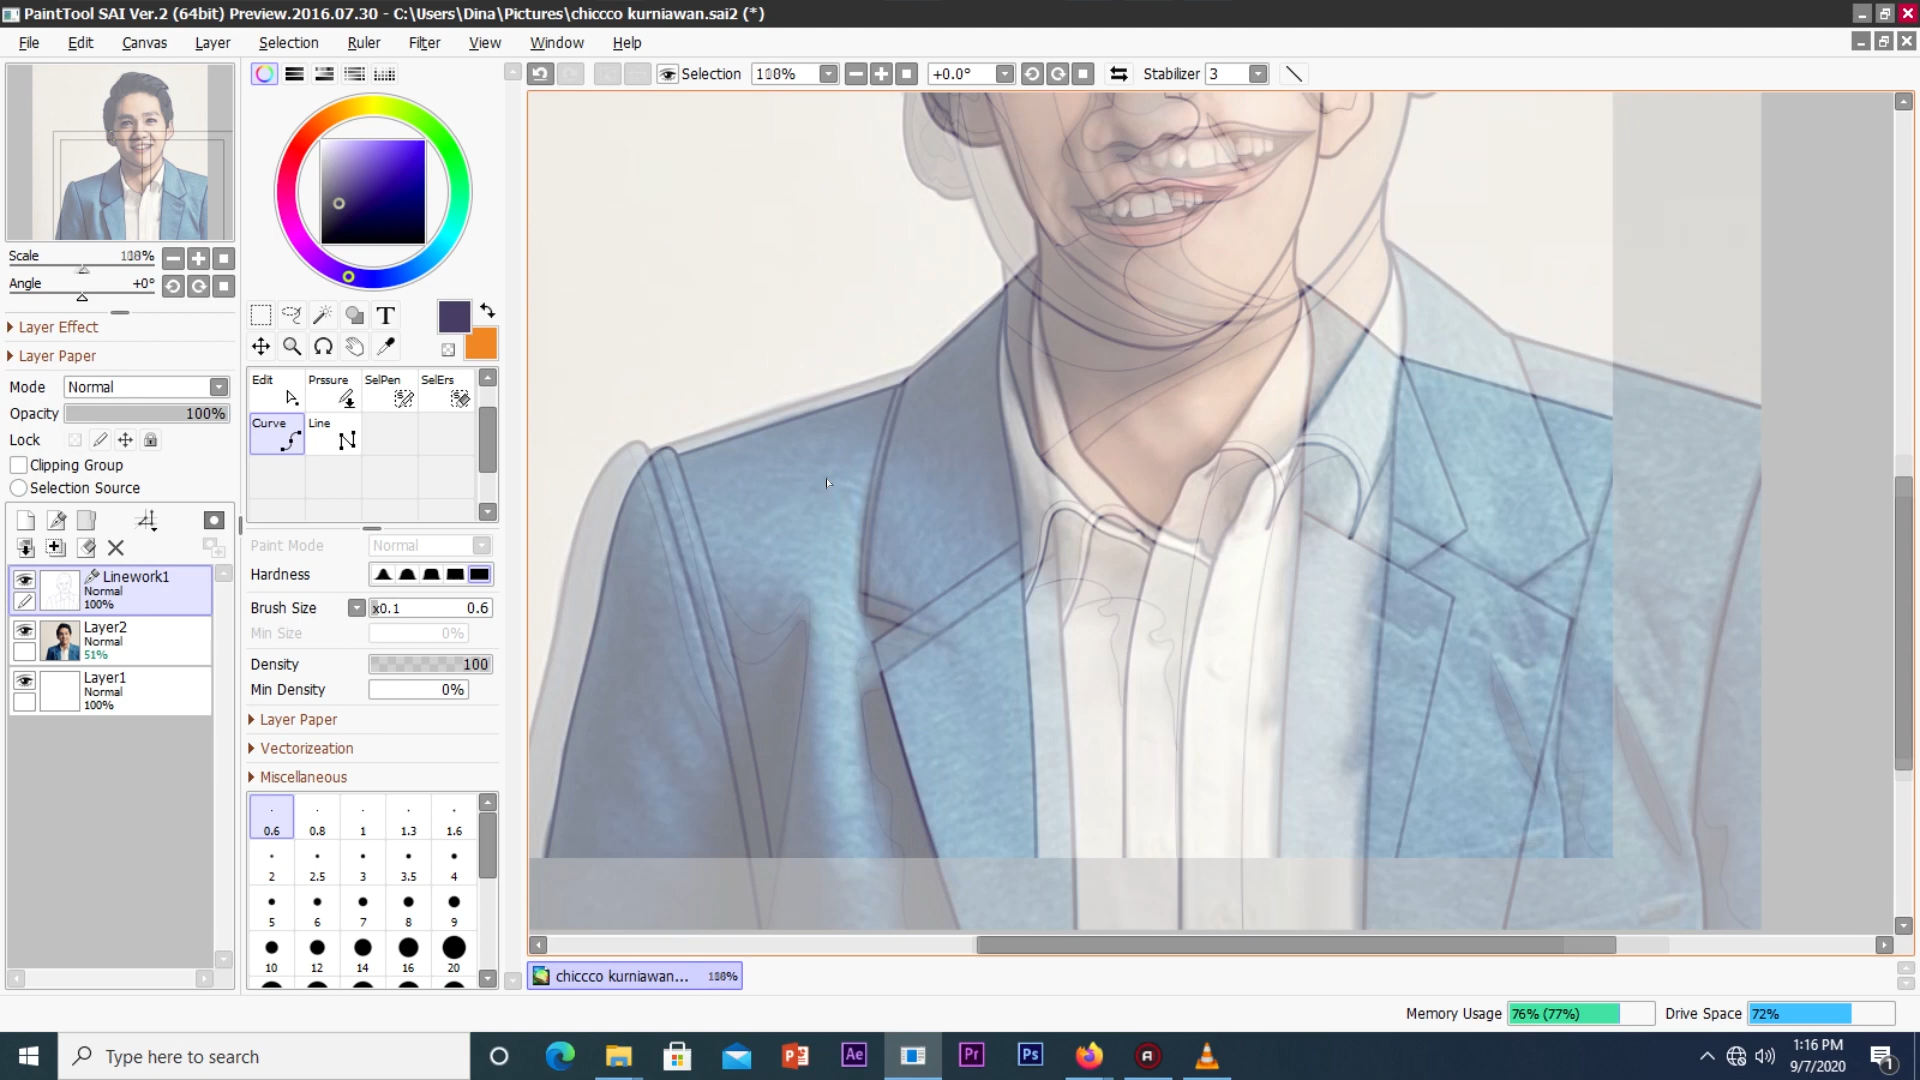 PaintTool SAI Ver.2 (64bit) Preview.2016.07.30 - C:\Users\Dina\Pictures\chiccco kurniawan.sai2 (*)
File Edit Canvas Layer Selection Ruler Filter View Window Help
Selection +0.0° Stabilizer 3
Scale
Angle +0°
Layer Effect
Layer Paper
Mode Normal
Opacity 100%
Lock
Clipping Group
Selection Source
Linework1
Normal
100%
Layer2
Normal
51%
Layer1
Normal
100%
T
Edit Prssure SelPen SelErs
Curve Line
Paint Mode Normal
Hardness
Brush Size x0.1 0.6
Min Size 0%
Density 100
Min Density 0%
Layer Paper
Vectorizeation
Miscellaneous
0.6 0.8 1 1.3 1.6
2 2.5 3 3.5 4
5 6 7 8 9
10 12 14 16 20
chiccco kurniawan...
Memory Usage 76% (77%) Drive Space 72%
Type here to search
Ae Pr Ps
1:16 PM
9/7/2020
1